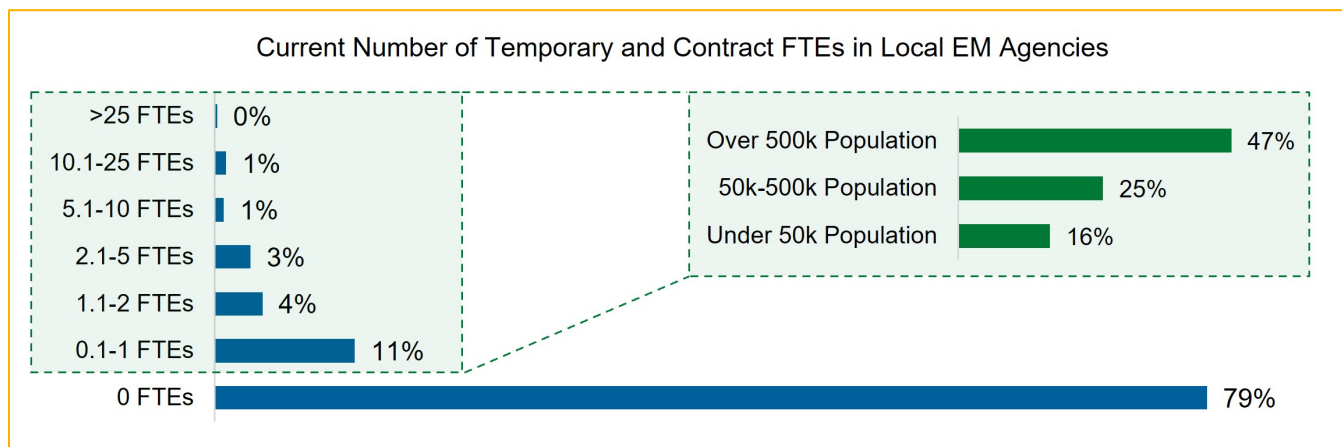 Current Number of Temporary and Contract FTEs in Local EM Agencies
>25 FTEs 0%
10.1-25 FTEs 1%
5.1-10 FTEs 1%
2.1-5 FTEs 3%
1.1-2 FTEs 4%
0.1-1 FTEs 11%
0 FTEs 79%
Over 500k Population 47%
50k-500k Population 25%
Under 50k Population 16%